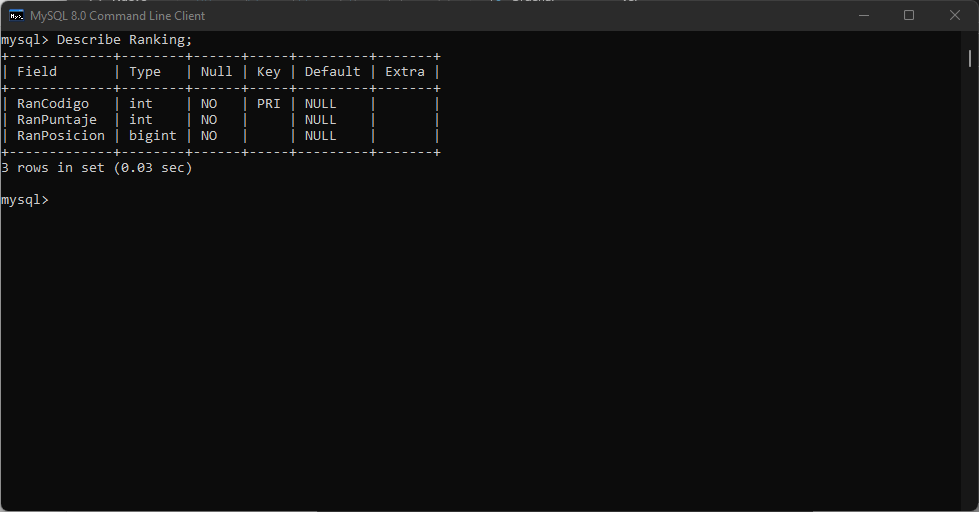 MySQL 8.0 Command Line Client
mysql> Describe Ranking;
+-------------+--------+------+-----+---------+-------+
| Field       | Type   | Null | Key | Default | Extra |
+-------------+--------+------+-----+---------+-------+
| RanCodigo   | int    | NO   | PRI | NULL    |       |
| RanPuntaje  | int    | NO   |     | NULL    |       |
| RanPosicion | bigint | NO   |     | NULL    |       |
+-------------+--------+------+-----+---------+-------+
3 rows in set (0.03 sec)
mysql>